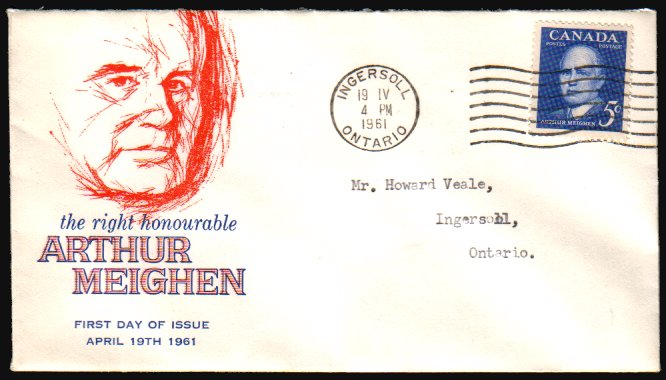 the right honourable
ARTHUR
MEIGHEN
FIRST DAY OF ISSUE
APRIL 19TH 1961
INGERSOLL
19 IV
4 PM
1961
ONTARIO
CANADA
POSTES POSTAGE
5c
ARTHUR MEIGHEN
Mr. Howard Veale,
Ingersoll,
Ontario.